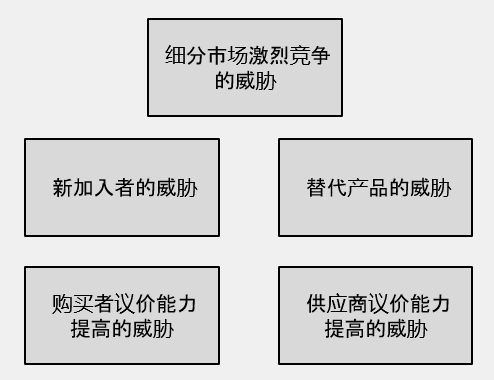 细分市场激烈竞争
的威胁
新加入者的威胁
替代产品的威胁
购买者议价能力
提高的威胁
供应商议价能力
提高的威胁